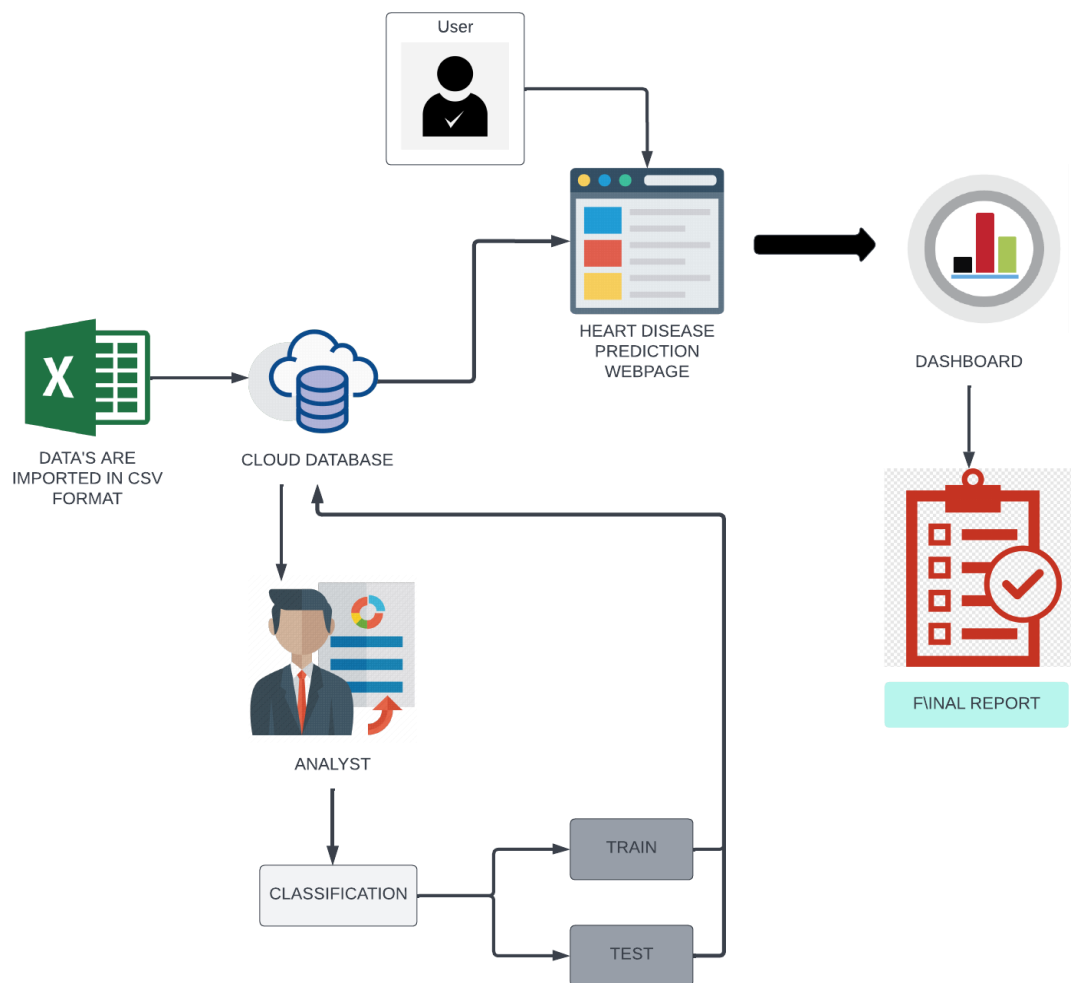 User
HEART DISEASE
PREDICTION
WEBPAGE
DASHBOARD
X
DATA'S ARE
IMPORTED IN CSV
FORMAT
CLOUD DATABASE
F\INAL REPORT
ANALYST
TRAIN
CLASSIFICATION
TEST